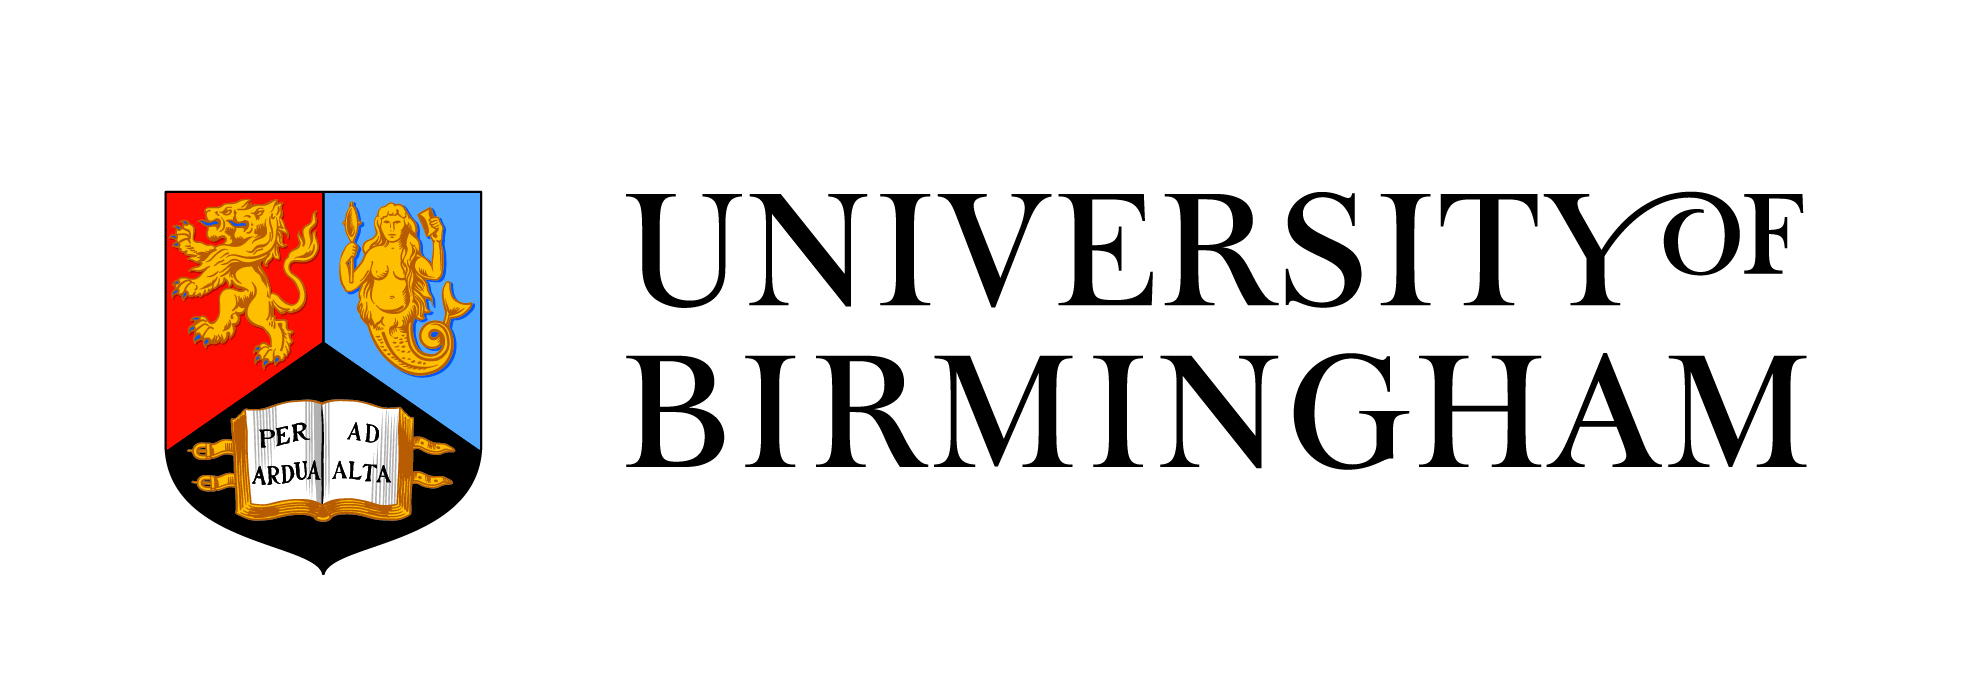 UNIVERSITY OF
BIRMINGHAM
PER ARDUA
AD ALTA